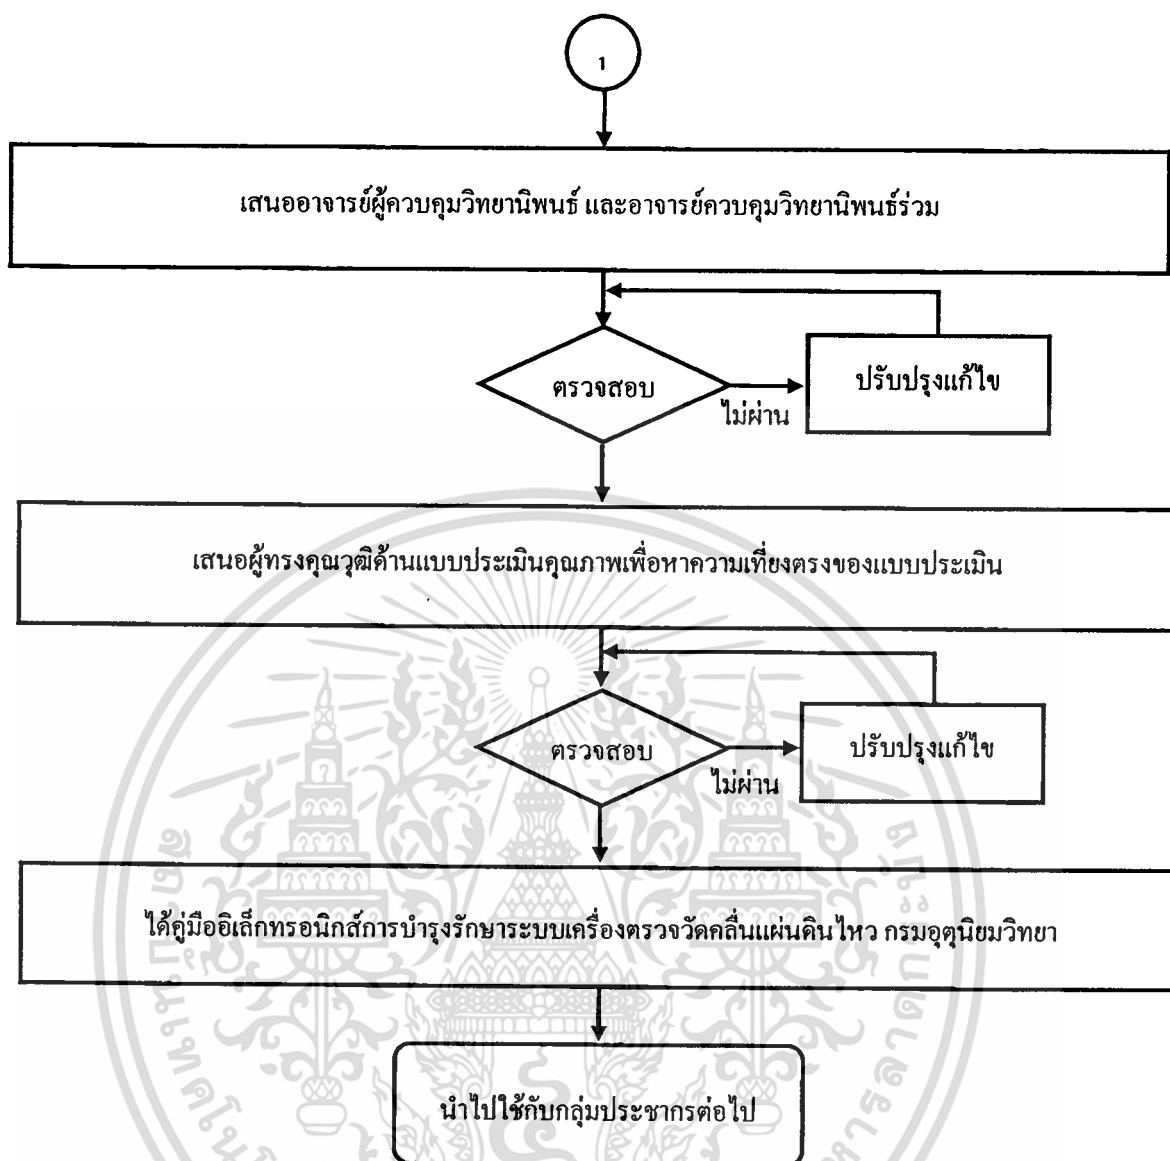 1
เสนออาจารย์ผู้ควบคุมวิทยานิพนธ์ และอาจารย์ควบคุมวิทยานิพนธ์ร่วม
ตรวจสอบ
ไม่ผ่าน
ปรับปรุงแก้ไข
เสนอผู้ทรงคุณวุฒิด้านแบบประเมินคุณภาพเพื่อหาความเที่ยงตรงของแบบประเมิน
ตรวจสอบ
ไม่ผ่าน
ปรับปรุงแก้ไข
ได้คู่มืออิเล็กทรอนิกส์การบำรุงรักษาระบบเครื่องตรวจวัดคลื่นแผ่นดินไหว กรมอุตุนิยมวิทยา
นำไปใช้กับกลุ่มประชากรต่อไป